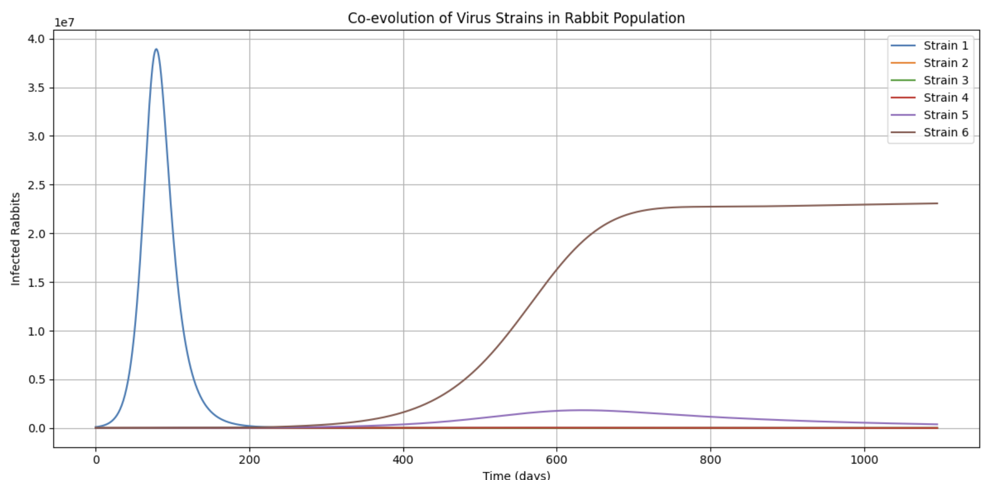 Co-evolution of Virus Strains in Rabbit Population
1e7
4.0
3.5
3.0
2.5
2.0
1.5
1.0
0.5
0.0
Infected Rabbits
Strain 1
Strain 2
Strain 3
Strain 4
Strain 5
Strain 6
0 200 400 600 800 1000
Time (days)